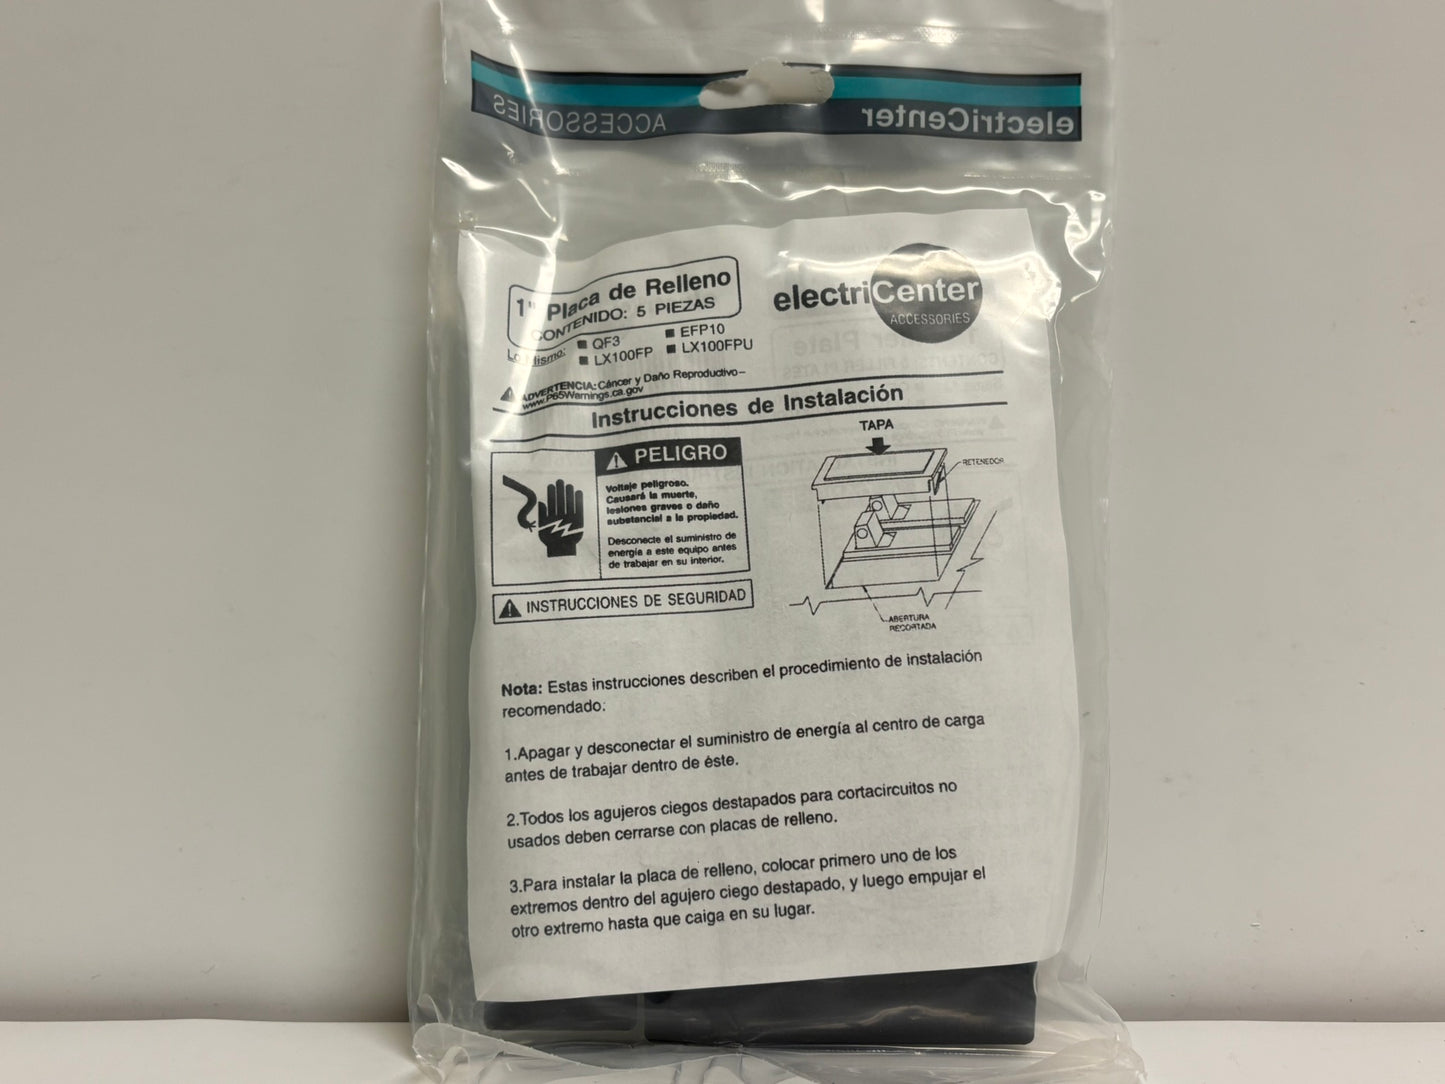 electriCenter
ACCESSORIES
1" Placa de Relleno
CONTENIDO: 5 PIEZAS
Lo Mismo:
■ QF3
■ EFP10
■ LX100FP
■ LX100FPU
ADVERTENCIA: Cáncer y Daño Reproductivo–
www.P65Warnings.ca.gov
electriCenter
ACCESSORIES
Instrucciones de Instalación
PELIGRO
Voltaje peligroso.
Causará la muerte,
lesiones graves o daño
substancial a la propiedad.
Desconecte el suministro de
energía a este equipo antes
de trabajar en su interior.
INSTRUCCIONES DE SEGURIDAD
TAPA
RETENEDOR
ABERTURA
RECORTADA
Nota: Estas instrucciones describen el procedimiento de instalación
recomendado:
1.Apagar y desconectar el suministro de energía al centro de carga
antes de trabajar dentro de éste.
2.Todos los agujeros ciegos destapados para cortacircuitos no
usados deben cerrarse con placas de relleno.
3.Para instalar la placa de relleno, colocar primero uno de los
extremos dentro del agujero ciego destapado, y luego empujar el
otro extremo hasta que caiga en su lugar.